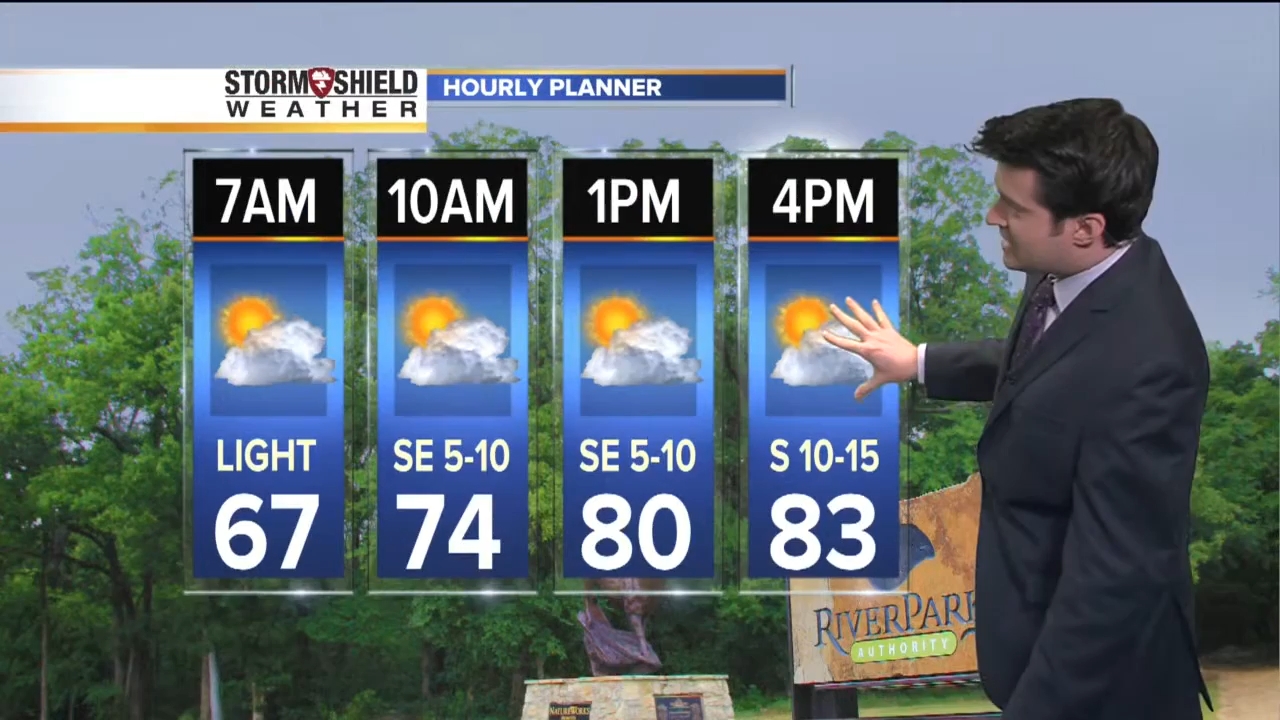 STORM SHIELD
WEATHER
HOURLY PLANNER
7AM
10AM
1PM
4PM
LIGHT
SE 5-10
SE 5-10
S 10-15
67
74
80
83
RIVERPARK
AUTHORITY
NATUREWORKS